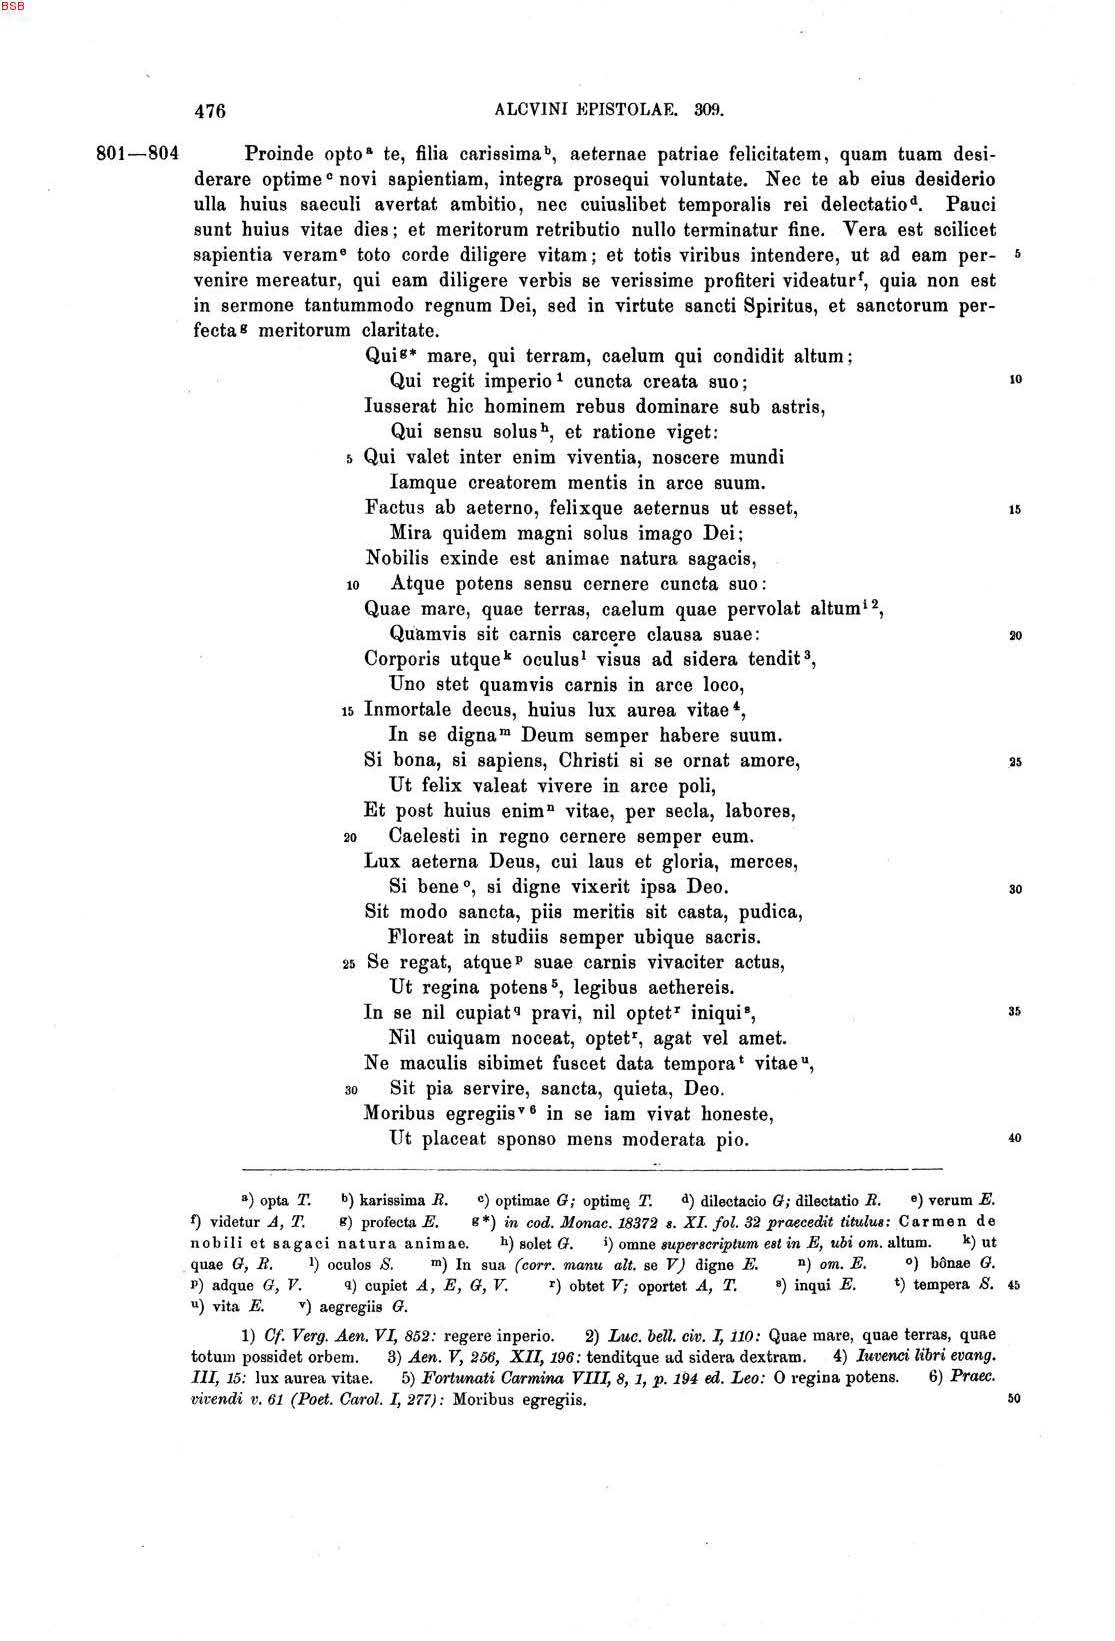 BSB
476 ALCVINI EPISTOLAE. 309.
801—804 Proinde opto ᵃ te, filia carissima ᵇ, aeternae patriae felicitatem, quam tuam desi-
derare optime ᶜ novi sapientiam, integra prosequi voluntate. Nec te ab eius desiderio
ulla huius saeculi avertat ambitio, nec cuiuslibet temporalis rei delectatio ᵈ. Pauci
sunt huius vitae dies; et meritorum retributio nullo terminatur fine. Vera est scilicet
sapientia veram ᵉ toto corde diligere vitam; et totis viribus intendere, ut ad eam per- 5
venire mereatur, qui eam diligere verbis se verissime profiteri videatur ᶠ, quia non est
in sermone tantummodo regnum Dei, sed in virtute sancti Spiritus, et sanctorum per-
fecta ᵍ meritorum claritate.
Qui ᵍ* mare, qui terram, caelum qui condidit altum;
Qui regit imperio ¹ cuncta creata suo; 10
Iusserat hic hominem rebus dominare sub astris,
Qui sensu solus ʰ, et ratione viget:
5 Qui valet inter enim viventia, noscere mundi
Iamque creatorem mentis in arce suum.
Factus ab aeterno, felixque aeternus ut esset, 15
Mira quidem magni solus imago Dei;
Nobilis exinde est animae natura sagacis,
10 Atque potens sensu cernere cuncta suo:
Quae mare, quae terras, caelum quae pervolat altum ⁱ ²,
Quamvis sit carnis carcere clausa suae: 20
Corporis utque ᵏ oculus ˡ visus ad sidera tendit ³,
Uno stet quamvis carnis in arce loco,
15 Inmortale decus, huius lux aurea vitae ⁴,
In se digna ᵐ Deum semper habere suum.
Si bona, si sapiens, Christi si se ornat amore, 25
Ut felix valeat vivere in arce poli,
Et post huius enim ⁿ vitae, per secla, labores,
20 Caelesti in regno cernere semper eum.
Lux aeterna Deus, cui laus et gloria, merces,
Si bene ᵒ, si digne vixerit ipsa Deo. 30
Sit modo sancta, piis meritis sit casta, pudica,
Floreat in studiis semper ubique sacris.
25 Se regat, atque ᵖ suae carnis vivaciter actus,
Ut regina potens ⁵, legibus aethereis.
In se nil cupiat q pravi, nil optet ʳ iniqui ˢ, 35
Nil cuiquam noceat, optet ʳ, agat vel amet.
Ne maculis sibimet fuscet data tempora ᵗ vitae ᵘ,
30 Sit pia servire, sancta, quieta, Deo.
Moribus egregiis ᵛ ⁶ in se iam vivat honeste,
Ut placeat sponso mens moderata pio. 40
ᵃ) opta T. ᵇ) karissima R. ᶜ) optimae G; optimę T. ᵈ) dilectacio G; dilectatio R. ᵉ) verum E.
ᶠ) videtur A, T. ᵍ) profecta E. ᵍ*) in cod. Monac. 18372 s. XI. fol. 32 praecedit titulus: Carmen de
nobili et sagaci natura animae. ʰ) solet G. ⁱ) omne superscriptum est in E, ubi om. altum. ᵏ) ut
quae G, R. ˡ) oculos S. ᵐ) In sua (corr. manu alt. se V) digne E. ⁿ) om. E. ᵒ) bônae G.
ᵖ) adque G, V. q) cupiet A, E, G, V. ʳ) obtet V; oportet A, T. ˢ) inqui E. ᵗ) tempera S. 45
ᵘ) vita E. ᵛ) aegregiis G.
1) Cf. Verg. Aen. VI, 852: regere inperio. 2) Luc. bell. civ. I, 110: Quae mare, quae terras, quae
totum possidet orbem. 3) Aen. V, 256, XII, 196: tenditque ad sidera dextram. 4) Iuvenci libri evang.
III, 15: lux aurea vitae. 5) Fortunati Carmina VIII, 8, 1, p. 194 ed. Leo: O regina potens. 6) Praec.
vivendi v. 61 (Poet. Carol. I, 277): Moribus egregiis. 50